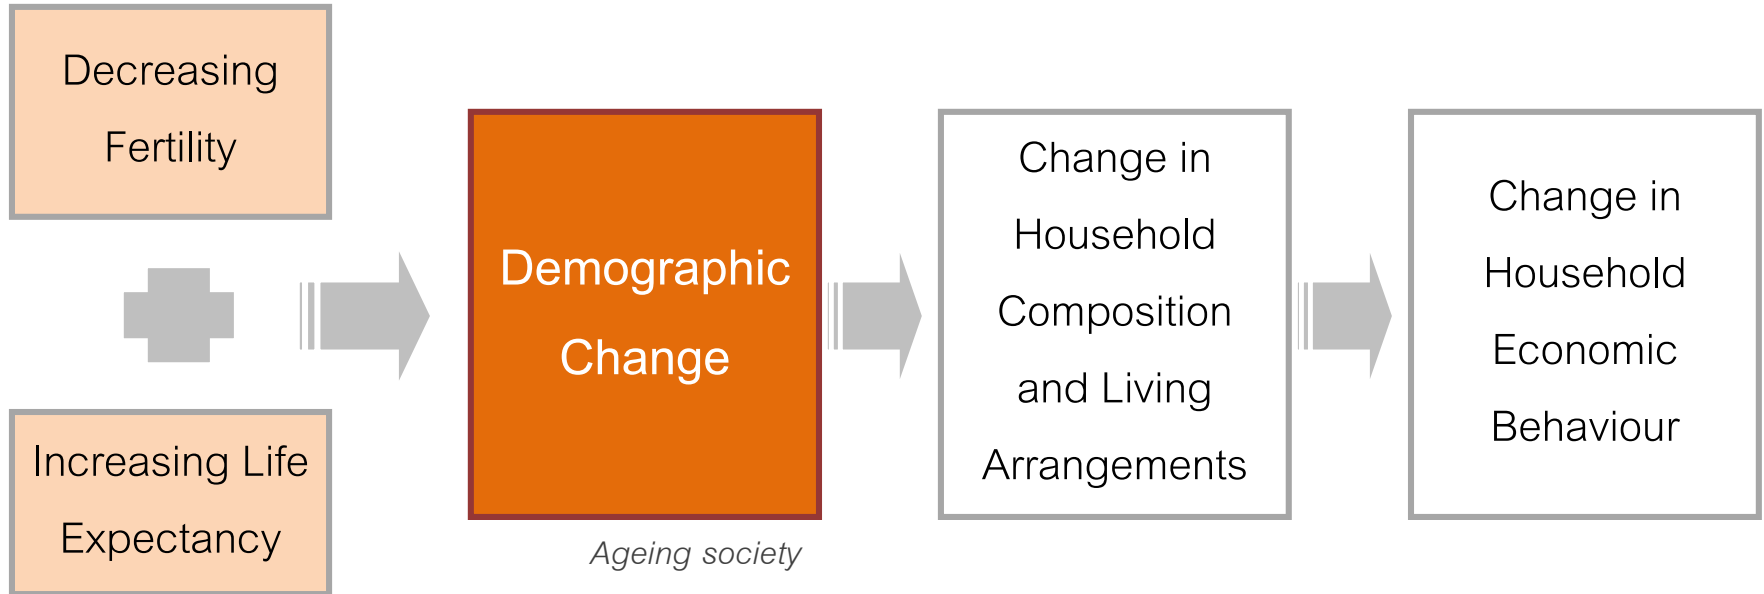 Decreasing
Fertility
Increasing Life
Expectancy
Demographic
Change
Ageing society
Change in
Household
Composition
and Living
Arrangements
Change in
Household
Economic
Behaviour